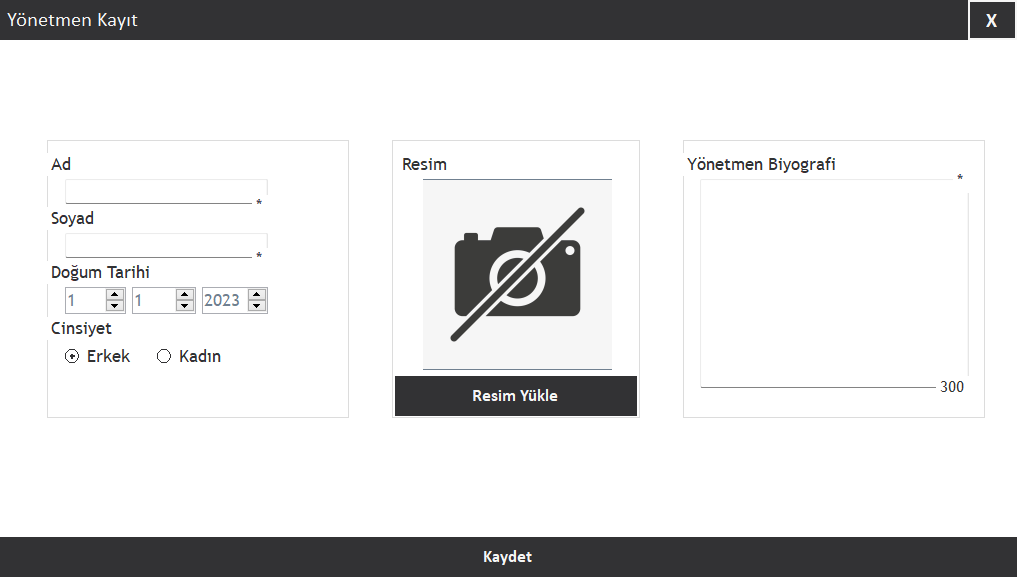 Yönetmen Kayıt
X
Ad
*
Soyad
*
Doğum Tarihi
1 1 2023
Cinsiyet
Erkek Kadın
Resim
Resim Yükle
Yönetmen Biyografi
*
300
Kaydet